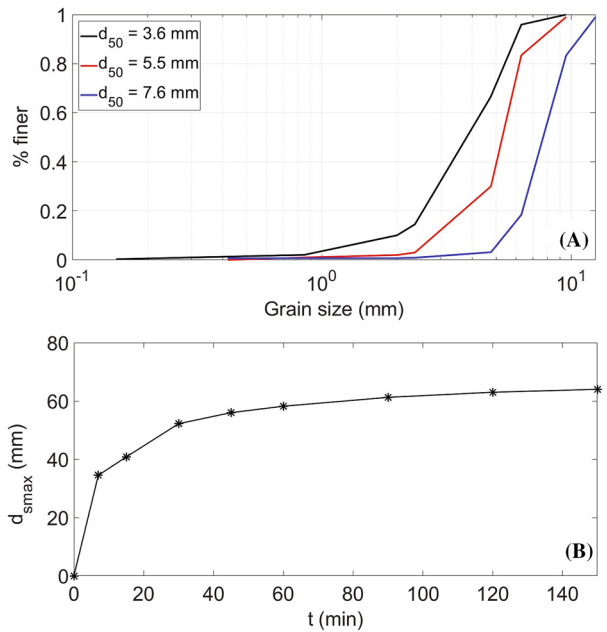 1
0.8
0.6
0.4
0.2
0
% finer
d50 = 3.6 mm
d50 = 5.5 mm
d50 = 7.6 mm
(A)
10-1 100 101
Grain size (mm)
80
60
40
20
0
dsmax (mm)
(B)
0 20 40 60 80 100 120 140
t (min)